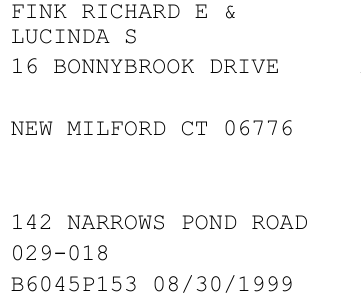 FINK RICHARD E &
LUCINDA S
16 BONNYBROOK DRIVE
NEW MILFORD CT 06776
142 NARROWS POND ROAD
029-018
B6045P153 08/30/1999